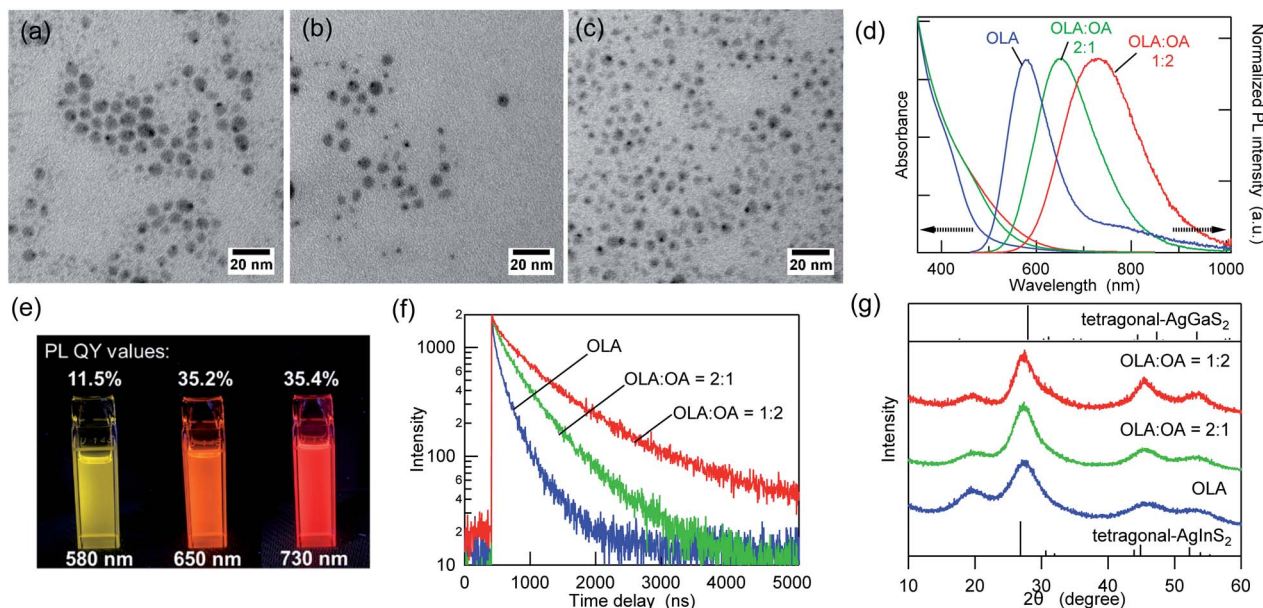 (a)
20 nm
(b)
20 nm
(c)
20 nm
(d)
OLA
OLA:OA
2:1
OLA:OA
1:2
Absorbance
Normalized PL intensity (a.u.)
400
600
800
1000
Wavelength (nm)
(e)
PL QY values:
11.5% 35.2% 35.4%
580 nm 650 nm 730 nm
(f)
OLA
OLA:OA = 2:1
OLA:OA = 1:2
Intensity
2
1000
8
6
4
2
100
8
6
4
2
10
0
1000
2000
3000
4000
5000
Time delay (ns)
(g)
tetragonal-AgGaS2
OLA:OA = 1:2
OLA:OA = 2:1
OLA
tetragonal-AgInS2
Intensity
10
20
30
40
50
60
2θ (degree)